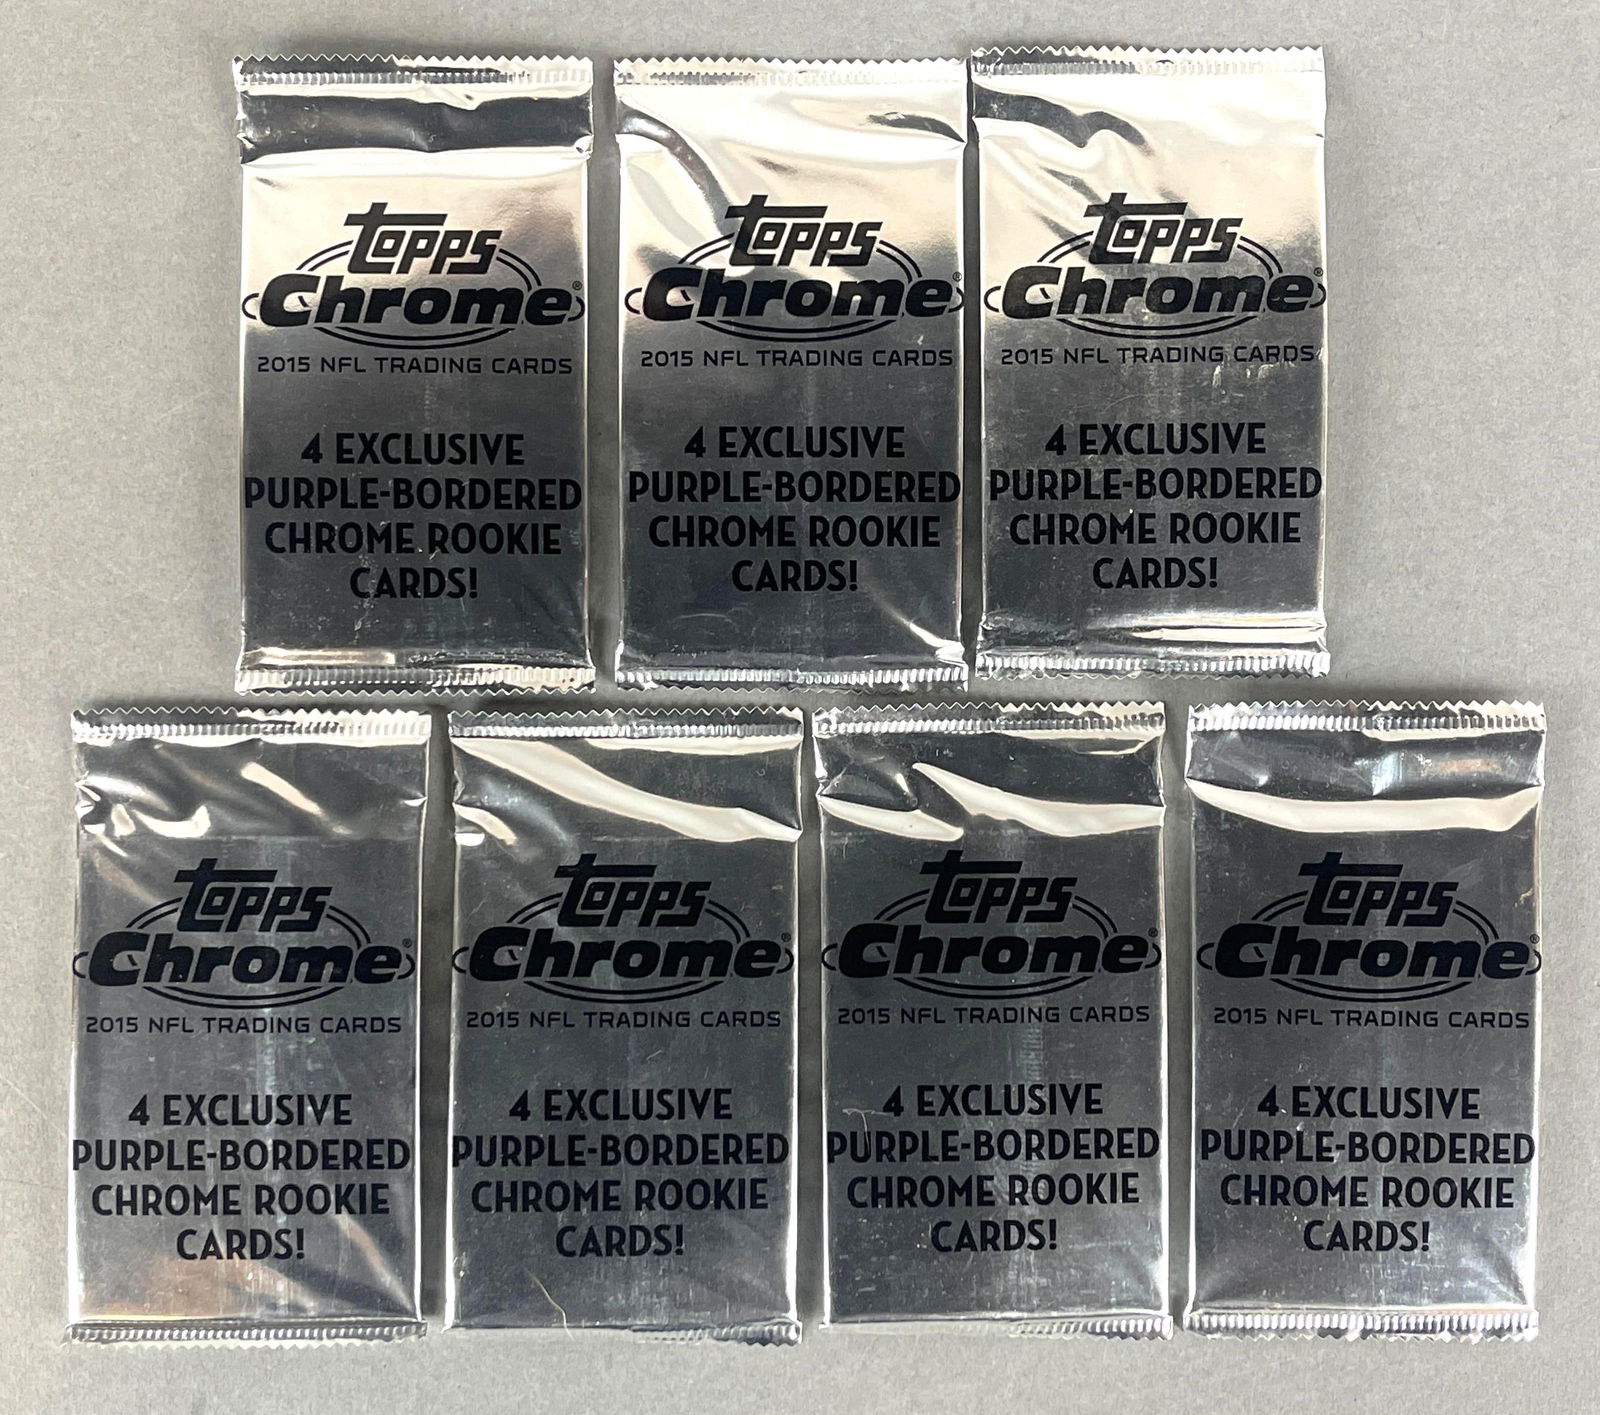 Topps
Chrome®
2015 NFL TRADING CARDS
4 EXCLUSIVE
PURPLE-BORDERED
CHROME ROOKIE
CARDS!
Topps
Chrome®
2015 NFL TRADING CARDS
4 EXCLUSIVE
PURPLE-BORDERED
CHROME ROOKIE
CARDS!
Topps
Chrome®
2015 NFL TRADING CARDS
4 EXCLUSIVE
PURPLE-BORDERED
CHROME ROOKIE
CARDS!
Topps
Chrome®
2015 NFL TRADING CARDS
4 EXCLUSIVE
PURPLE-BORDERED
CHROME ROOKIE
CARDS!
Topps
Chrome®
2015 NFL TRADING CARDS
4 EXCLUSIVE
PURPLE-BORDERED
CHROME ROOKIE
CARDS!
Topps
Chrome®
2015 NFL TRADING CARDS
4 EXCLUSIVE
PURPLE-BORDERED
CHROME ROOKIE
CARDS!
Topps
Chrome®
2015 NFL TRADING CARDS
4 EXCLUSIVE
PURPLE-BORDERED
CHROME ROOKIE
CARDS!